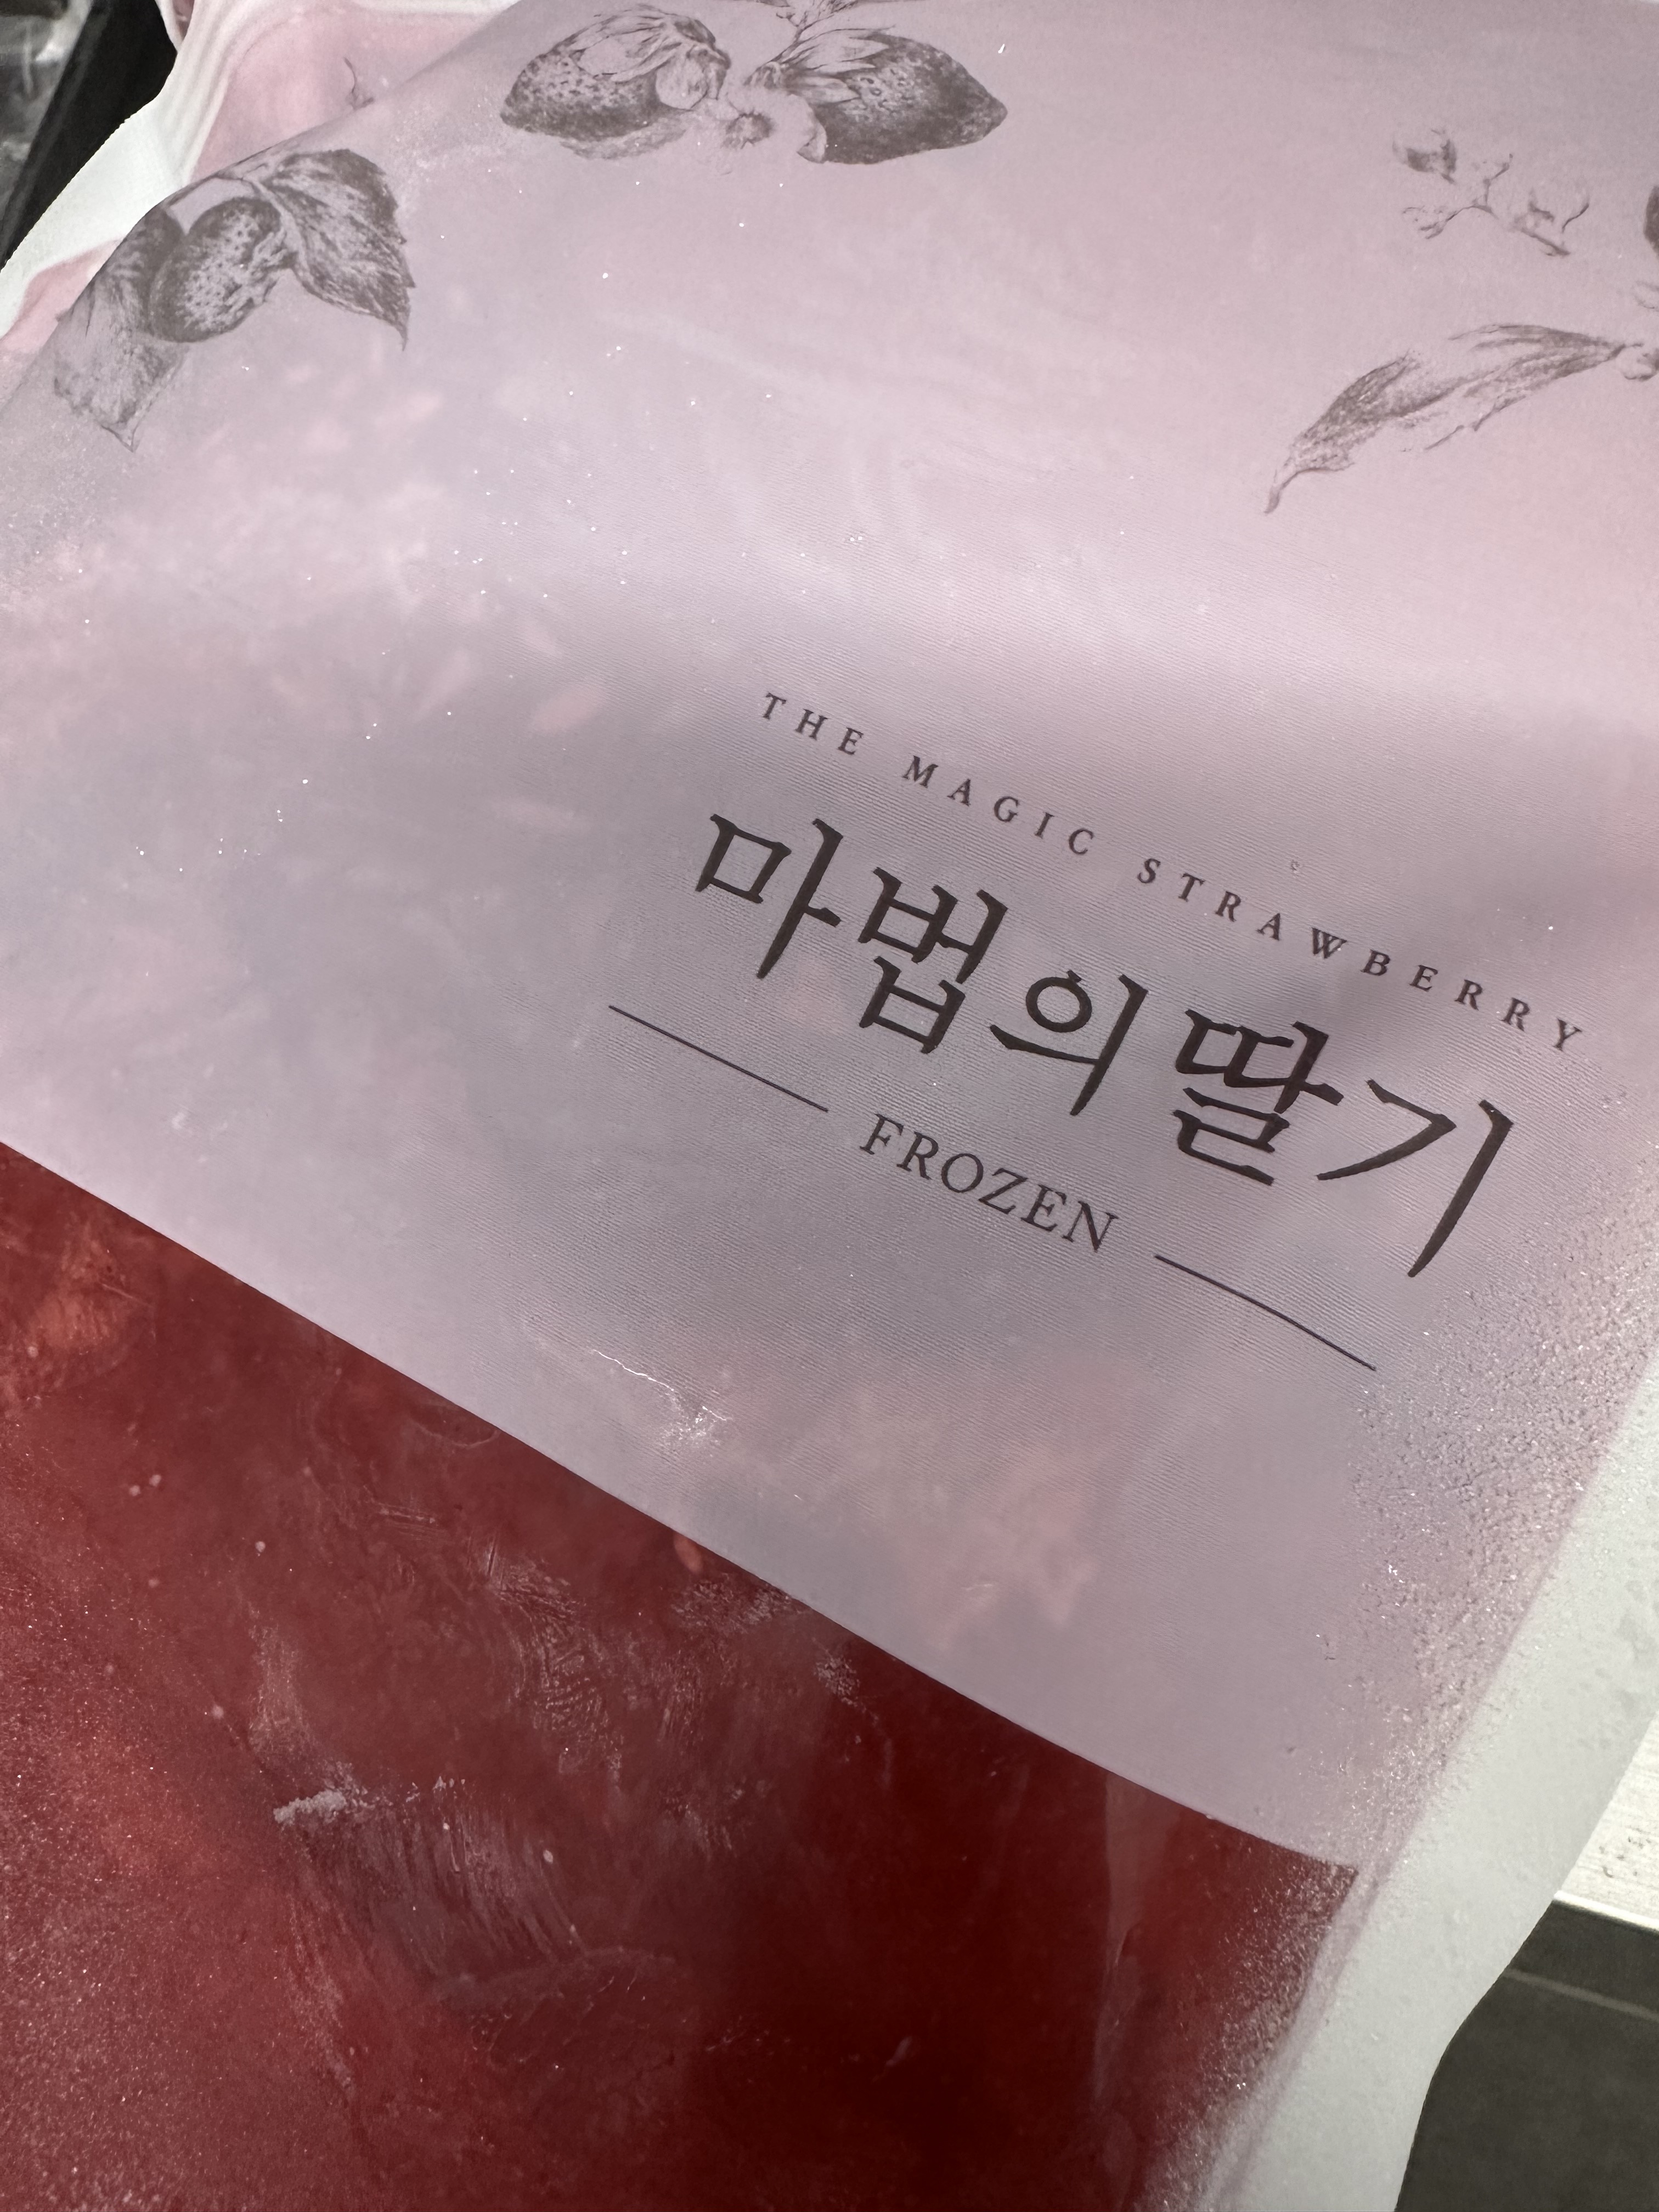 THE MAGIC STRAWBERRY
마법의딸기
FROZEN